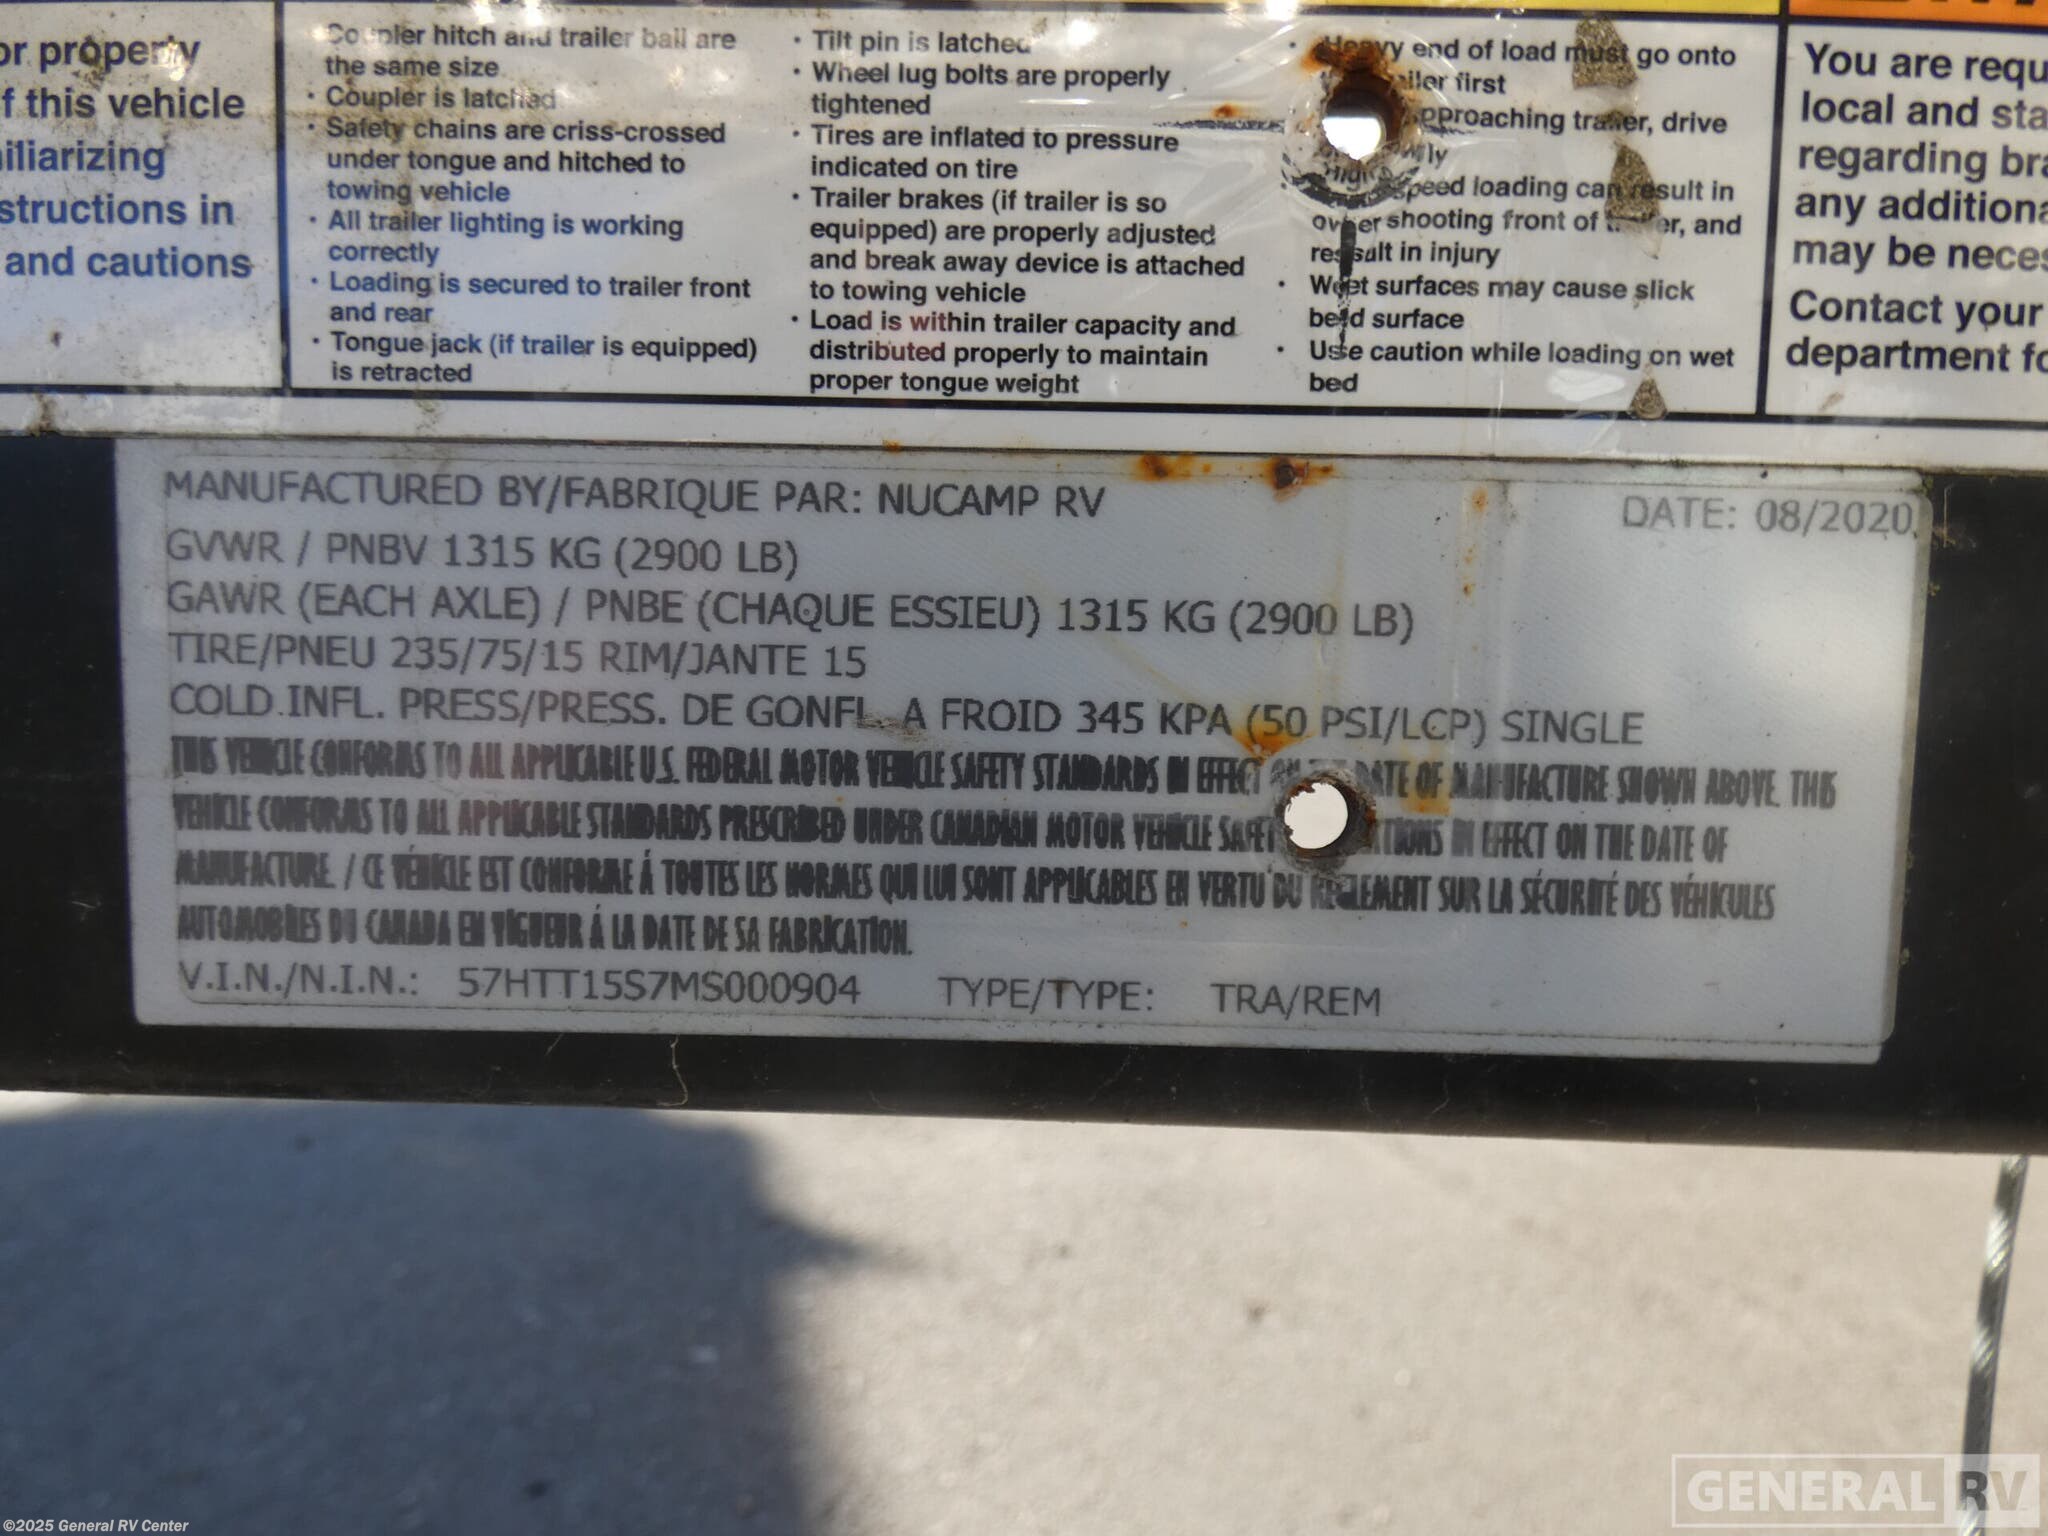 or properly
f this vehicle
iliarizing
structions in
and cautions
Coupler hitch and trailer ball are
the same size
• Coupler is latched
• Safety chains are criss-crossed
under tongue and hitched to
towing vehicle
• All trailer lighting is working
correctly
• Loading is secured to trailer front
and rear
• Tongue jack (if trailer is equipped)
is retracted
• Tilt pin is latched
• Wheel lug bolts are properly
tightened
• Tires are inflated to pressure
indicated on tire
• Trailer brakes (if trailer is so
equipped) are properly adjusted
and break away device is attached
to towing vehicle
• Load is within trailer capacity and
distributed properly to maintain
proper tongue weight
• Heavy end of load must go onto
first
trailer, drive
speed loading can result in
shooting front of and
result in injury
• Wet surfaces may cause slick
bed surface
• Use caution while loading on wet
bed
You are requ
local and sta
regarding bra
any additiona
may be neces
Contact your
department fo
MANUFACTURED BY/FABRIQUE PAR: NUCAMP RV
DATE: 08/2020
GVWR / PNBV 1315 KG (2900 LB)
GAWR (EACH AXLE) / PNBE (CHAQUE ESSIEU) 1315 KG (2900 LB)
TIRE/PNEU 235/75/15 RIM/JANTE 15
COLD INFL. PRESS/PRESS. DE GONFL. A FROID 345 KPA (50 PSI/LCP) SINGLE
THIS VEHICLE CONFORMS TO ALL APPLICABLE U.S. FEDERAL MOTOR VEHICLE SAFETY STANDARDS IN EFFECT ON THE DATE OF MANUFACTURE SHOWN ABOVE. THIS
VEHICLE CONFORMS TO ALL APPLICABLE STANDARDS PRESCRIBED UNDER CANADIAN MOTOR VEHICLE IN EFFECT ON THE DATE OF
MANUFACTURE. / CE VÉHICLE EST CONFORME Á TOUTES LES NORMES QUI LUI SONT APPLICABLES EN VERTU DU REGLEMENT SUR LA SÉCURITÉ DES VÉHICULES
AUTOMOBILES DU CANADA EN VIGUEUR Á LA DATE DE SA FABRICATION.
V.I.N./N.I.N.: 57HTT15S7MS000904 TYPE/TYPE: TRA/REM
GENERAL RV
©2025 General RV Center